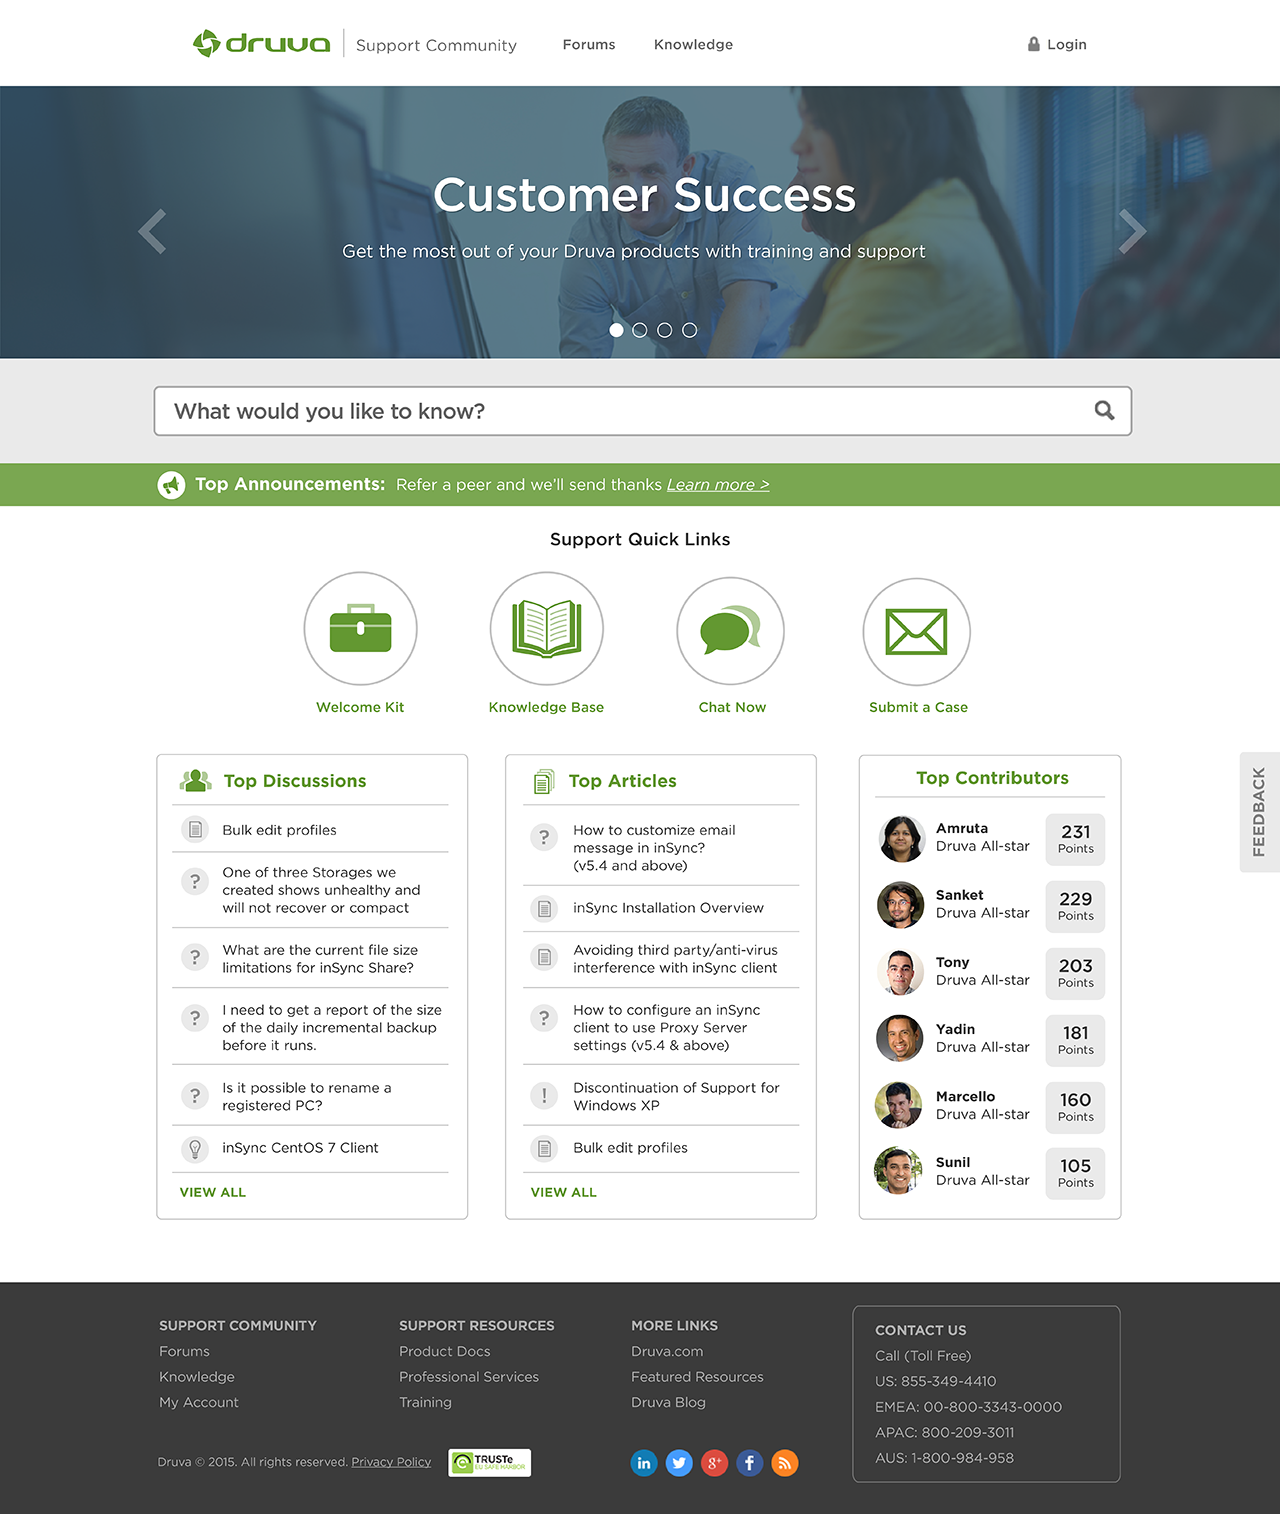 druva
Support Community
Forums
Knowledge
Login
Customer Success
Get the most out of your Druva products with training and support
What would you like to know?
Top Announcements: Refer a peer and we'll send thanks Learn more >
Support Quick Links
Welcome Kit
Knowledge Base
Chat Now
Submit a Case
Top Discussions
Bulk edit profiles
?
One of three Storages we
created shows unhealthy and
will not recover or compact
?
What are the current file size
limitations for inSync Share?
?
I need to get a report of the size
of the daily incremental backup
before it runs.
?
Is it possible to rename a
registered PC?
inSync CentOS 7 Client
VIEW ALL
Top Articles
?
How to customize email
message in inSync?
(v5.4 and above)
inSync Installation Overview
Avoiding third party/anti-virus
interference with inSync client
?
How to configure an inSync
client to use Proxy Server
settings (v5.4 & above)
!
Discontinuation of Support for
Windows XP
Bulk edit profiles
VIEW ALL
Top Contributors
Amruta
Druva All-star
231
Points
Sanket
Druva All-star
229
Points
Tony
Druva All-star
203
Points
Yadin
Druva All-star
181
Points
Marcello
Druva All-star
160
Points
Sunil
Druva All-star
105
Points
FEEDBACK
SUPPORT COMMUNITY
Forums
Knowledge
My Account
SUPPORT RESOURCES
Product Docs
Professional Services
Training
MORE LINKS
Druva.com
Featured Resources
Druva Blog
CONTACT US
Call (Toll Free)
US: 855-349-4410
EMEA: 00-800-3343-0000
APAC: 800-209-3011
AUS: 1-800-984-958
Druva © 2015. All rights reserved. Privacy Policy
TRUSTe
EU SAFE HARBOR
in
g+
f